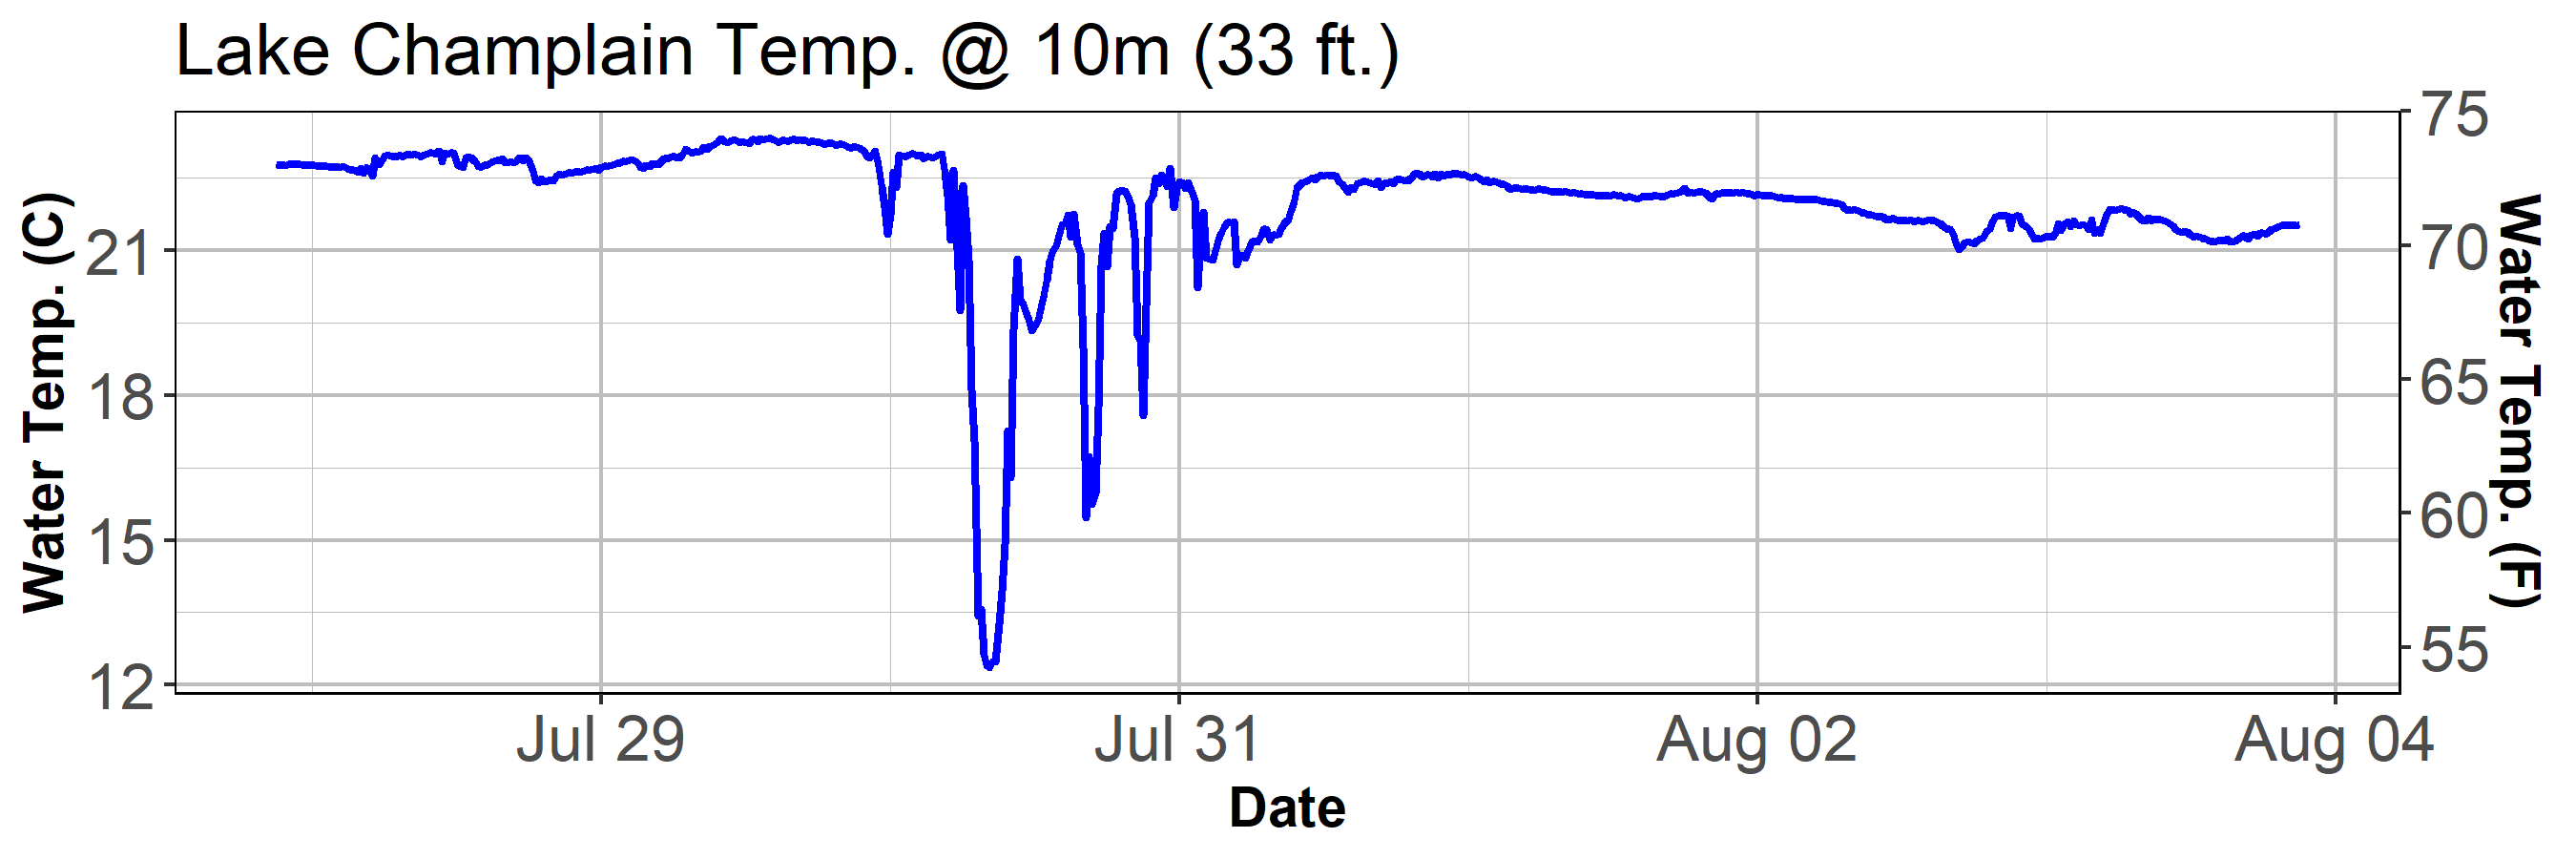 Lake Champlain Temp. @ 10m (33 ft.)
Water Temp. (C)
21
18
15
12
75
70
65
60
55
Water Temp. (F)
Jul 29
Jul 31
Aug 02
Aug 04
Date